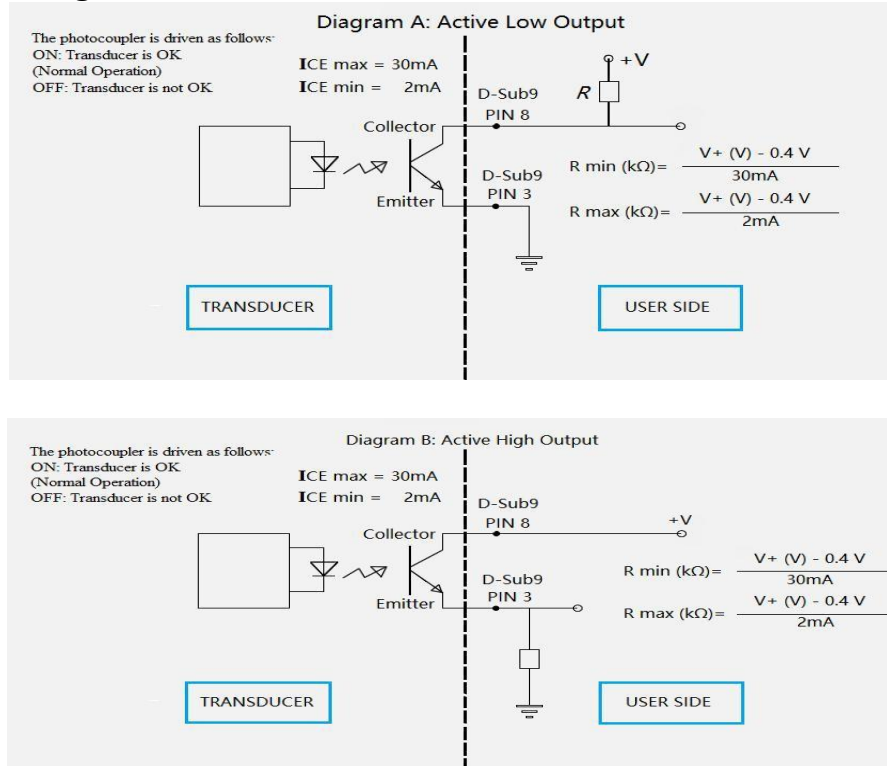 Diagram A: Active Low Output
The photocoupler is driven as follows:
ON: Transducer is OK
(Normal Operation)
OFF: Transducer is not OK
ICE max = 30mA
ICE min = 2mA
D-Sub9
PIN 8
R
+V
Collector
Emitter
D-Sub9
PIN 3
R min (kΩ)=
V+ (V) - 0.4 V
30mA
R max (kΩ)=
V+ (V) - 0.4 V
2mA
TRANSDUCER
USER SIDE
Diagram B: Active High Output
The photocoupler is driven as follows:
ON: Transducer is OK
(Normal Operation)
OFF: Transducer is not OK
ICE max = 30mA
ICE min = 2mA
D-Sub9
PIN 8
+V
Collector
Emitter
D-Sub9
PIN 3
R min (kΩ)=
V+ (V) - 0.4 V
30mA
R max (kΩ)=
V+ (V) - 0.4 V
2mA
TRANSDUCER
USER SIDE